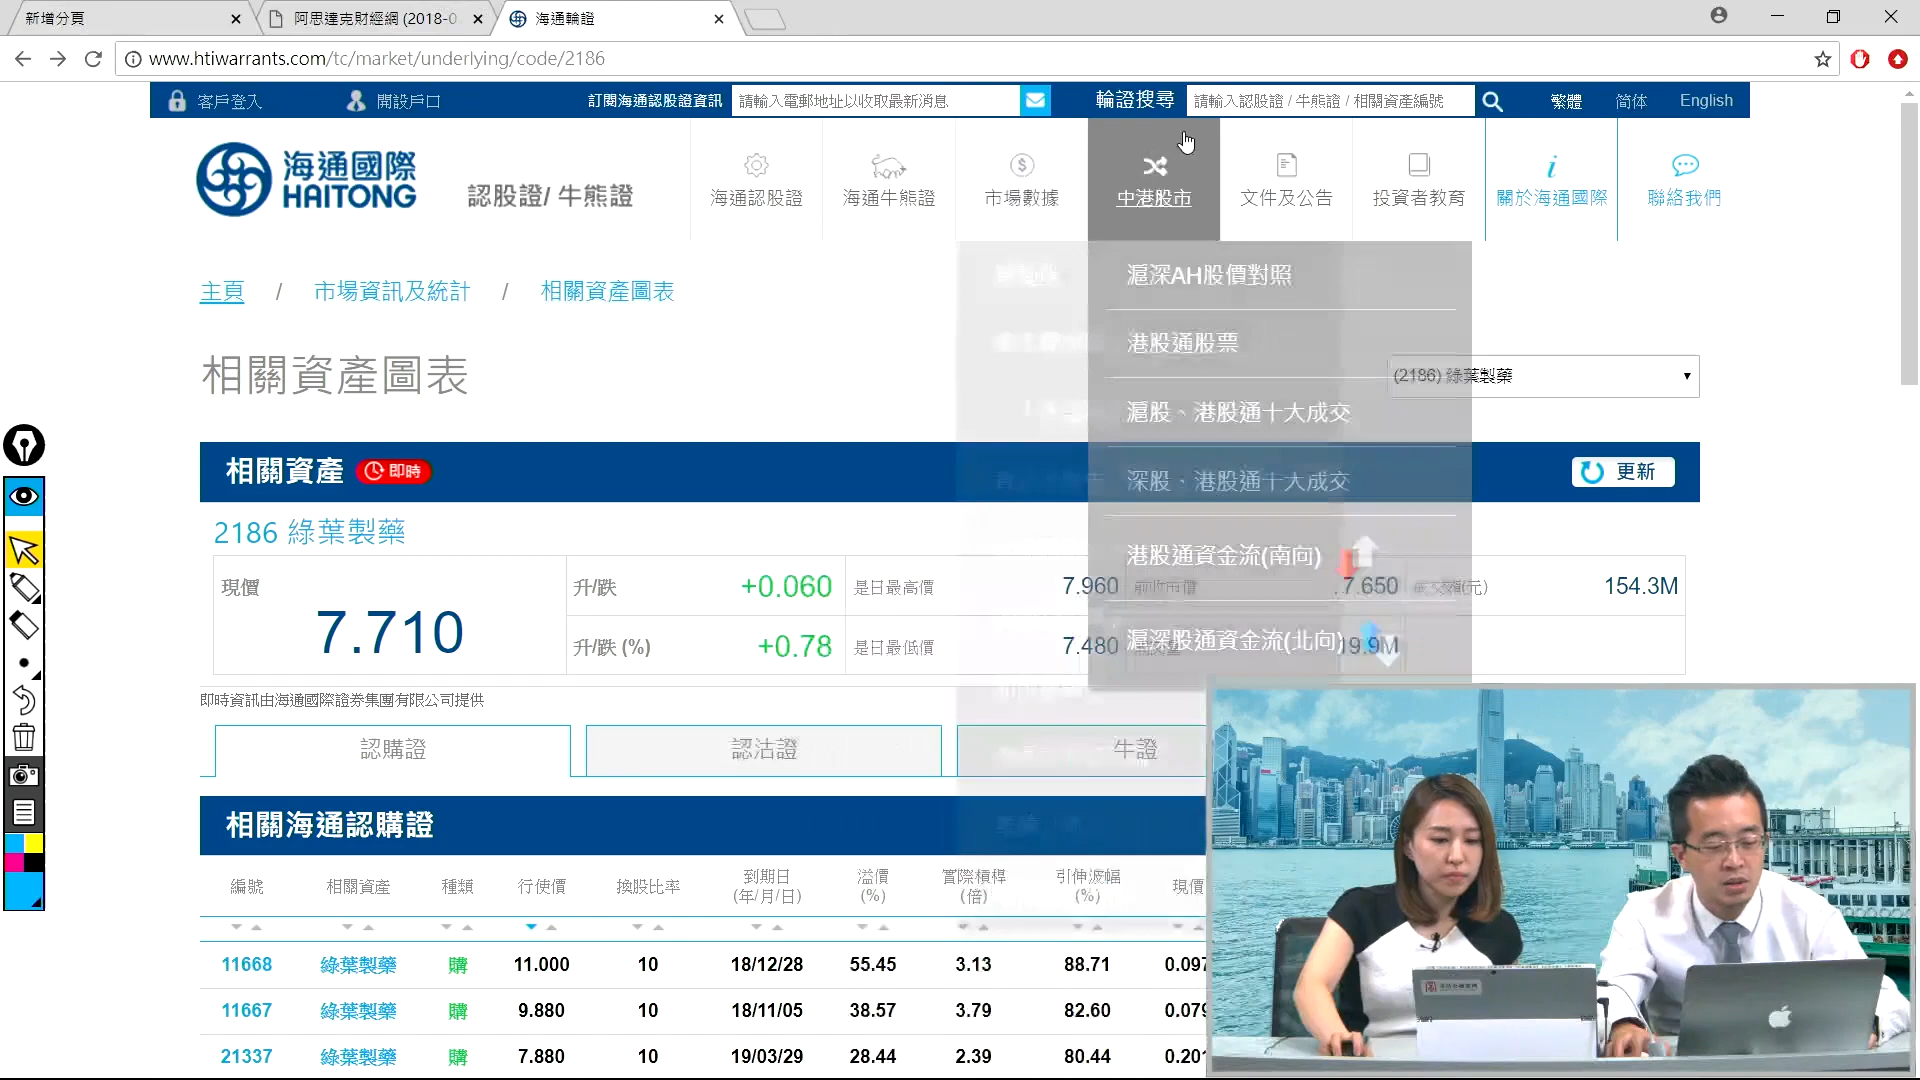 新增分頁
阿思達克財經網 (2018-0
海通輪證
www.htiwarrants.com/tc/market/underlying/code/2186
客戶登入
開設戶口
訂閱海通認股證資訊
請輸入電郵地址以收取最新消息
輪證搜尋
請輸入認股證 / 牛熊證 / 相關資產編號
繁體
简体
English
海通國際
HAITONG
認股證/ 牛熊證
海通認股證
海通牛熊證
市場數據
中港股市
文件及公告
投資者教育
關於海通國際
聯絡我們
滬深AH股價對照
港股通股票
滬股、港股通十大成交
深股、港股通十大成交
港股通資金流(南向)
滬深股通資金流(北向)
主頁 / 市場資訊及統計 / 相關資產圖表
相關資產圖表
(2186) 綠葉製藥
相關資產 即時
更新
2186 綠葉製藥
現價
7.710
升/跌 +0.060 是日最高價 7.960 7.650 154.3M
升/跌 (%) +0.78 是日最低價 7.480 19.9M
即時資訊由海通國際證券集團有限公司提供
認購證
認沽證
牛證
相關海通認購證
編號 相關資產 種類 行使價 換股比率 到期日 (年/月/日) 溢價 (%) 實際槓桿 (倍) 引伸波幅 (%) 現價
11668 綠葉製藥 購 11.000 10 18/12/28 55.45 3.13 88.71 0.097
11667 綠葉製藥 購 9.880 10 18/11/05 38.57 3.79 82.60 0.079
21337 綠葉製藥 購 7.880 10 19/03/29 28.44 2.39 80.44 0.201